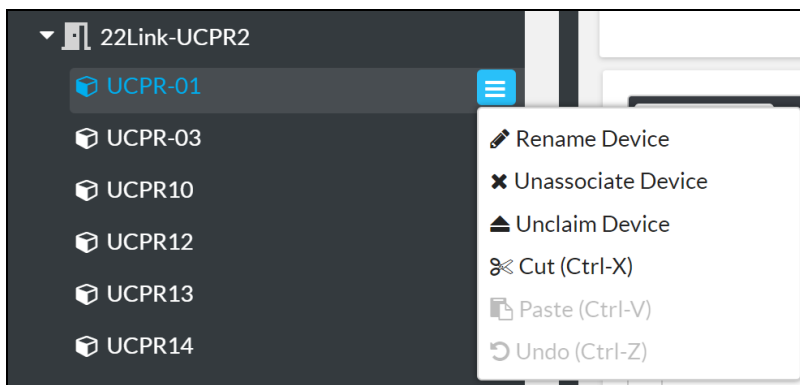 22Link-UCPR2
UCPR-01
UCPR-03
UCPR10
UCPR12
UCPR13
UCPR14
Rename Device
Unassociate Device
Unclaim Device
Cut (Ctrl-X)
Paste (Ctrl-V)
Undo (Ctrl-Z)